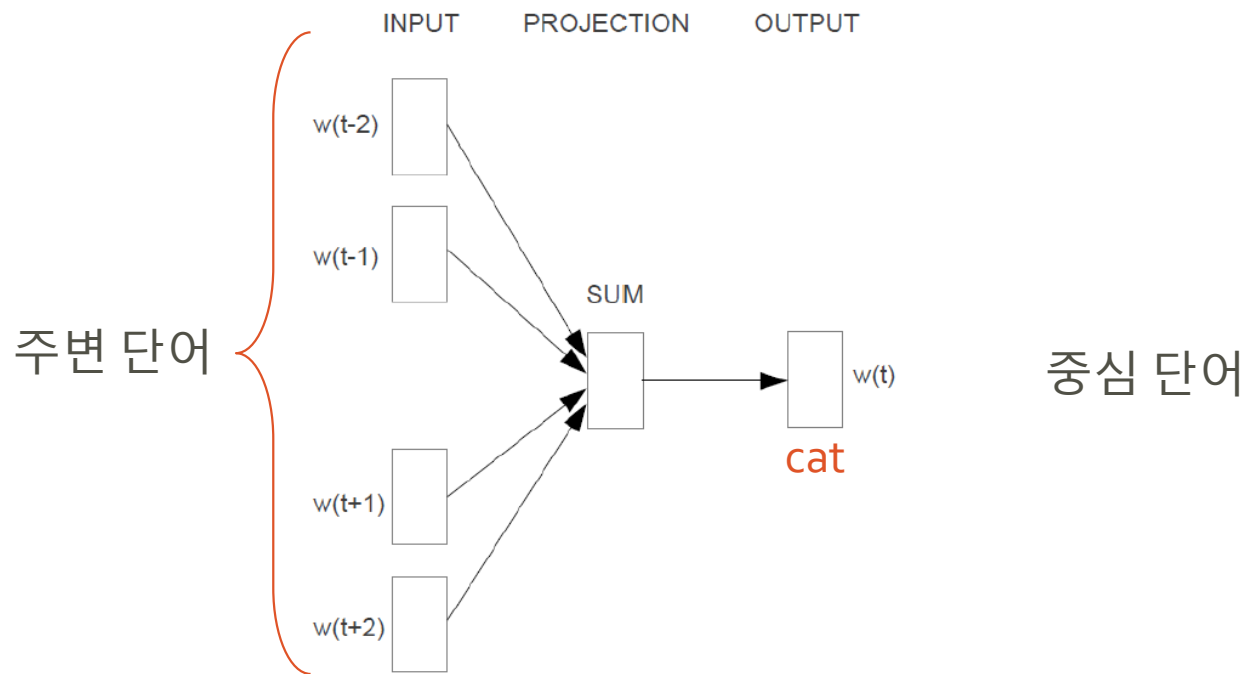 INPUT PROJECTION OUTPUT
w(t-2)
w(t-1)
SUM
주변 단어
w(t)
중심 단어
cat
w(t+1)
w(t+2)